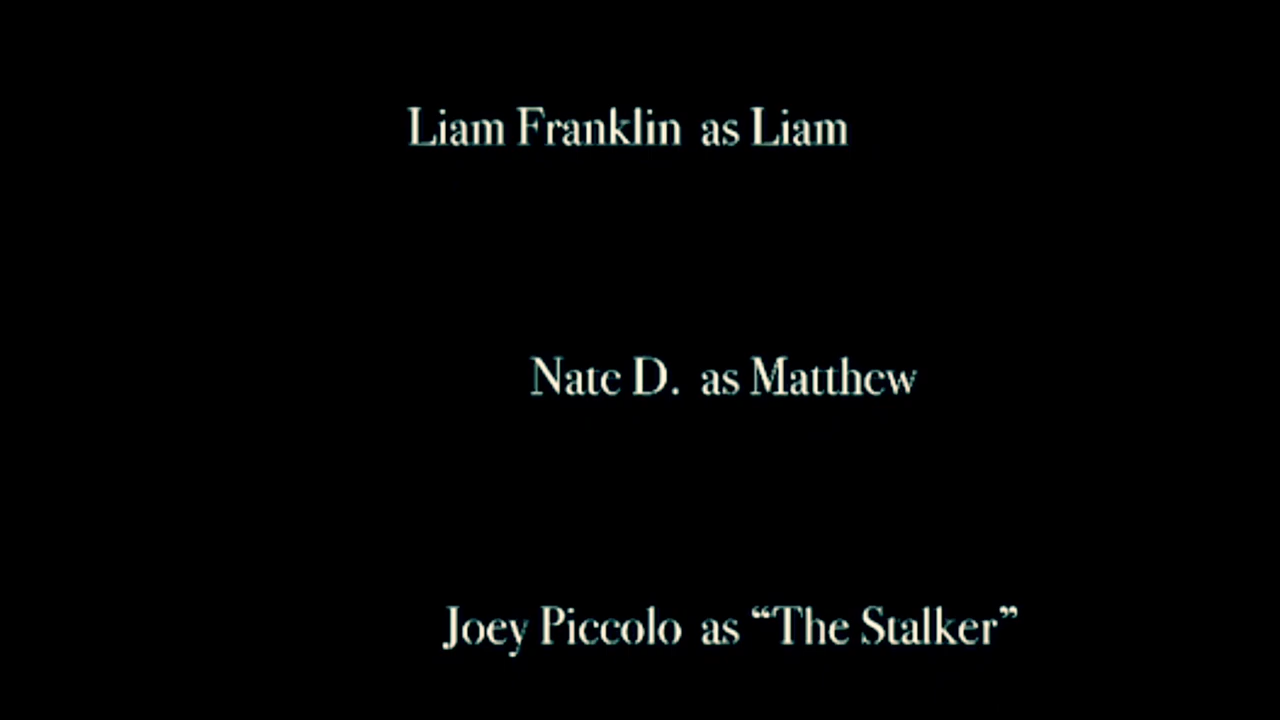 Liam Franklin as Liam
Nate D. as Matthew
Joey Piccolo as “The Stalker”